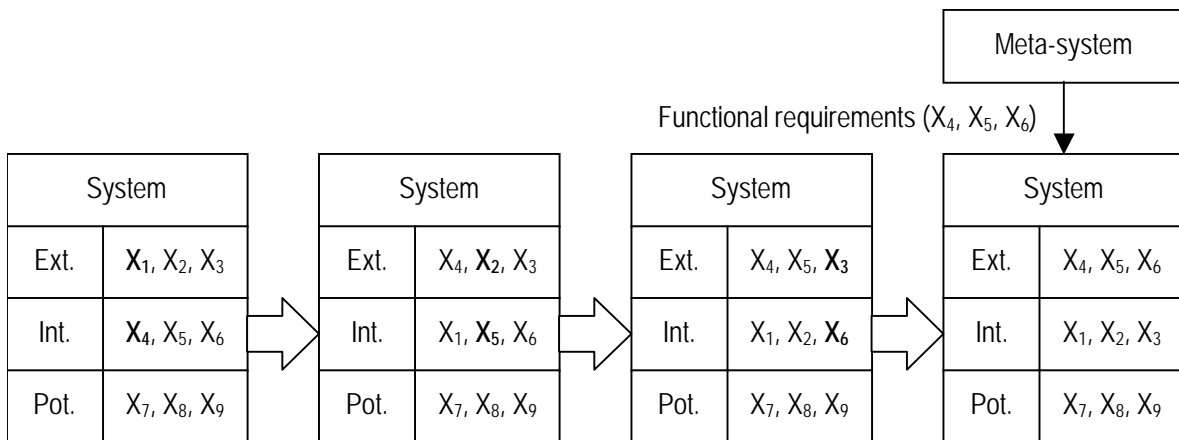 Meta-system
Functional requirements (X₄, X₅, X₆)
System
Ext. X₁, X₂, X₃
Int. X₄, X₅, X₆
Pot. X₇, X₈, X₉
System
Ext. X₄, X₂, X₃
Int. X₁, X₅, X₆
Pot. X₇, X₈, X₉
System
Ext. X₄, X₅, X₃
Int. X₁, X₂, X₆
Pot. X₇, X₈, X₉
System
Ext. X₄, X₅, X₆
Int. X₁, X₂, X₃
Pot. X₇, X₈, X₉